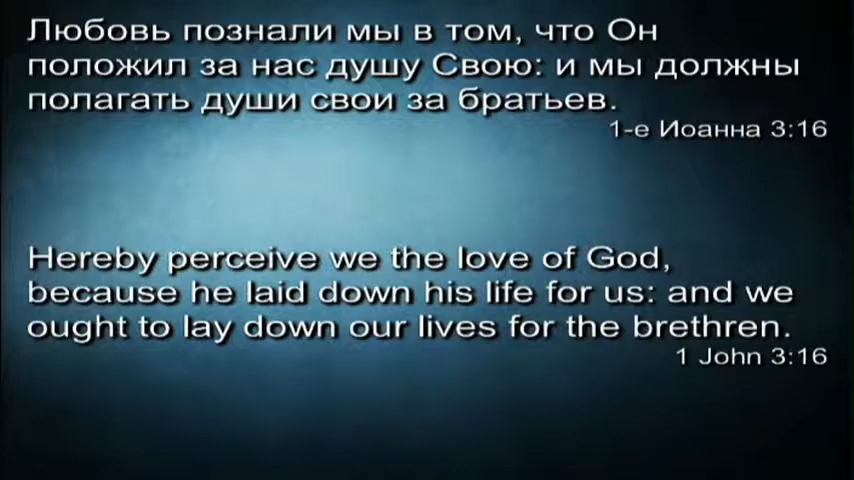 Любовь познали мы в том, что Он
положил за нас душу Свою: и мы должны
полагать души свои за братьев.
1-е Иоанна 3:16
Hereby perceive we the love of God,
because he laid down his life for us: and we
ought to lay down our lives for the brethren.
1 John 3:16